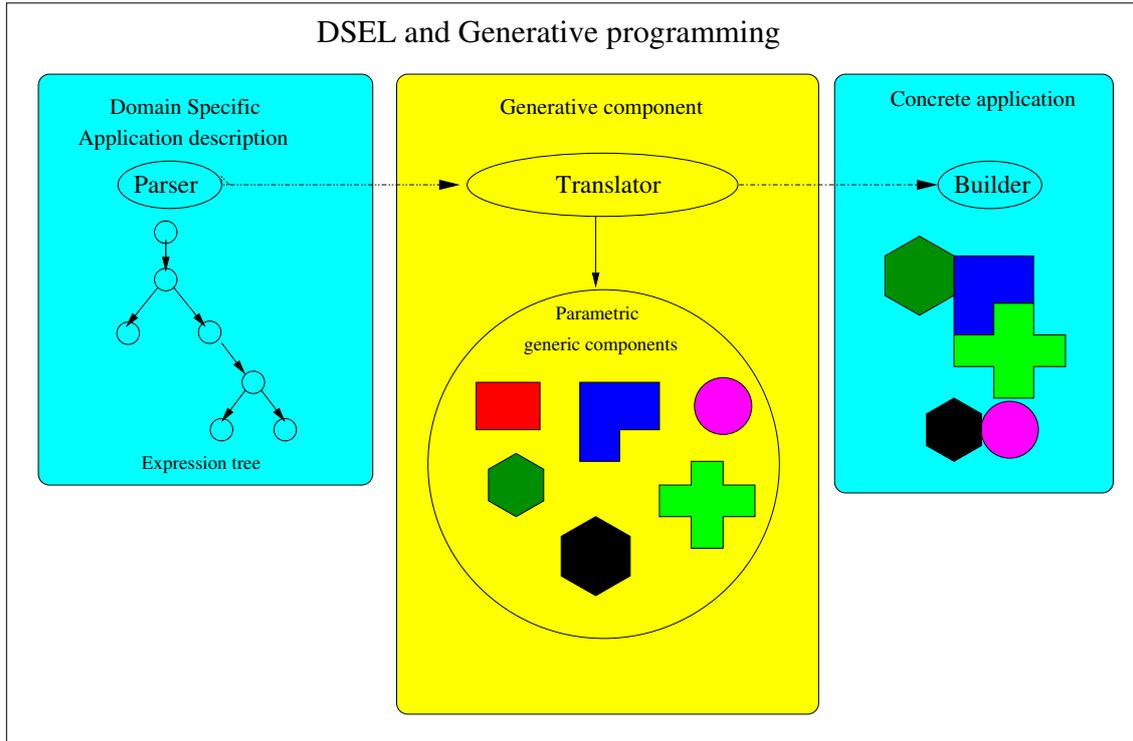 DSEL and Generative programming
Domain Specific
Application description
Parser
Expression tree
Generative component
Translator
Parametric
generic components
Concrete application
Builder